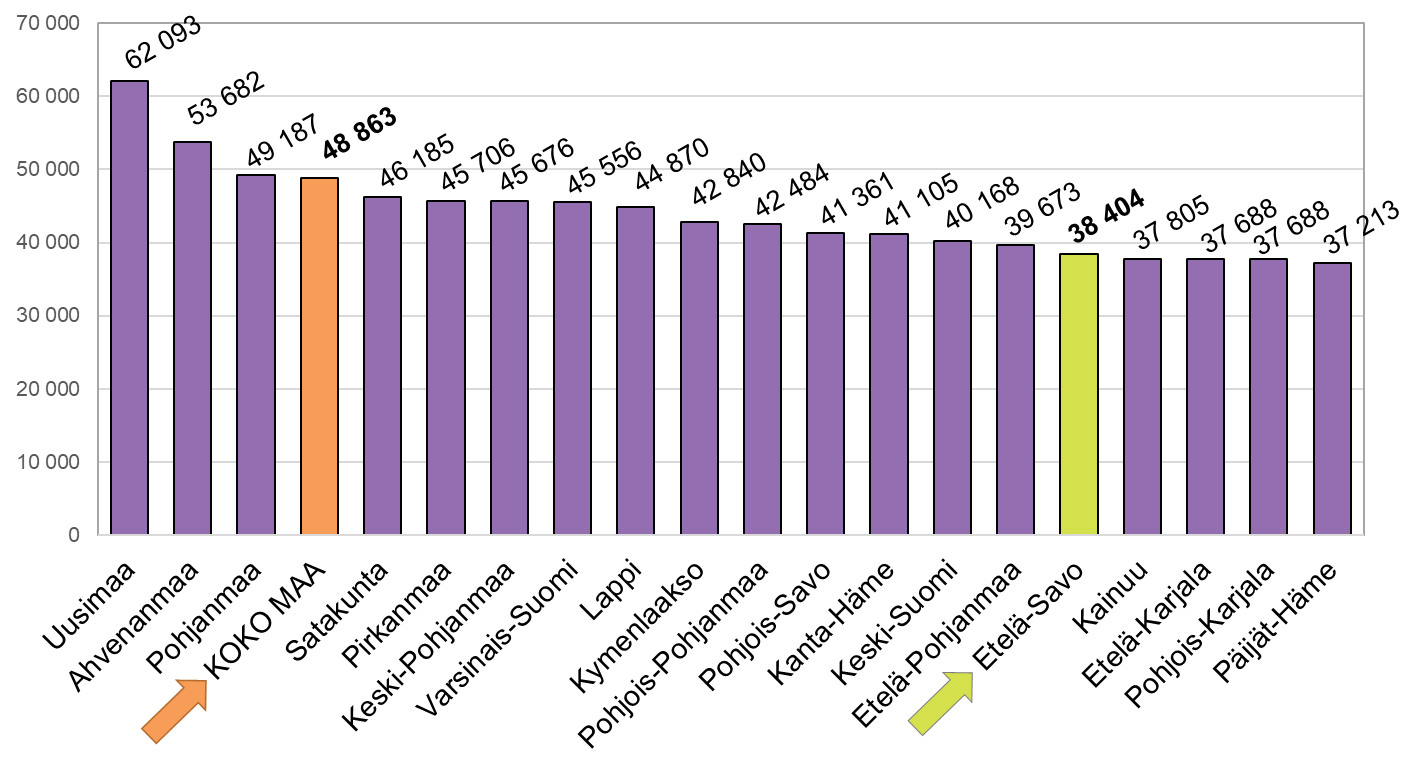 70 000
60 000
50 000
40 000
30 000
20 000
10 000
0
62 093
53 682
49 187
48 863
46 185
45 706
45 676
45 556
44 870
42 840
42 484
41 361
41 105
40 168
39 673
38 404
37 805
37 688
37 688
37 213
Uusimaa
Ahvenanmaa
Pohjanmaa
KOKO MAA
Satakunta
Pirkanmaa
Keski-Pohjanmaa
Varsinais-Suomi
Lappi
Kymenlaakso
Pohjois-Pohjanmaa
Pohjois-Savo
Kanta-Häme
Keski-Suomi
Etelä-Pohjanmaa
Etelä-Savo
Kainuu
Etelä-Karjala
Pohjois-Karjala
Päijät-Häme